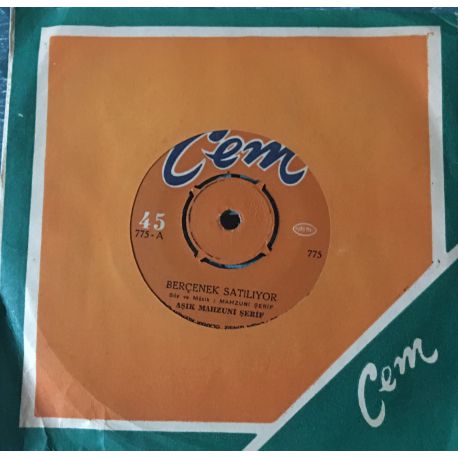 Cem
45
775-A
775
BERÇENEK SATILIYOR
Söz ve Müzik : MAHZUNİ ŞERİF
AŞIK MAHZUNİ ŞERİF
Cem